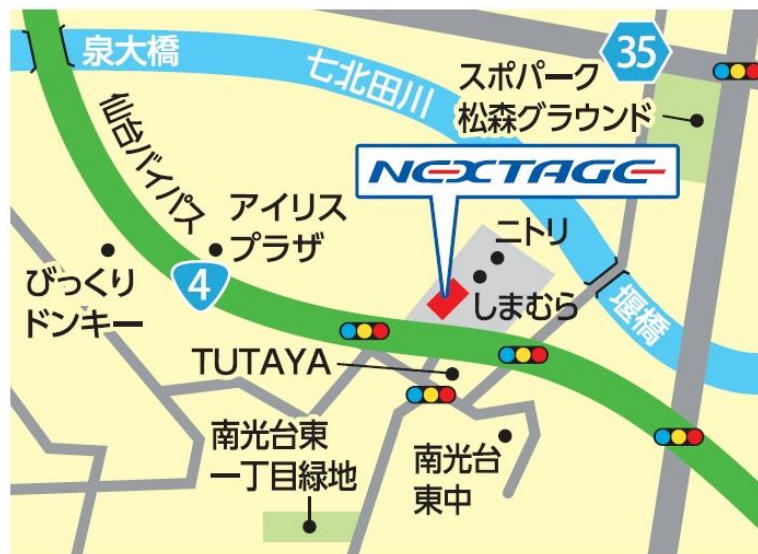 泉大橋
七北田川
35
スポパーク
松森グラウンド
仙台バイパス
NEXTAGE
アイリス
プラザ
ニトリ
びっくり
ドンキー
4
しまむら
堰橋
TUTAYA
南光台東
一丁目緑地
南光台
東中